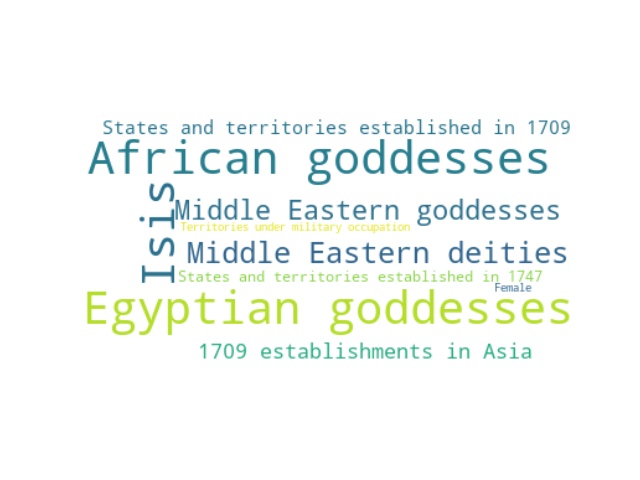 States and territories established in 1709
African goddesses
Isis
Middle Eastern goddesses
Territories under military occupation
Middle Eastern deities
States and territories established in 1747
Female
Egyptian goddesses
1709 establishments in Asia